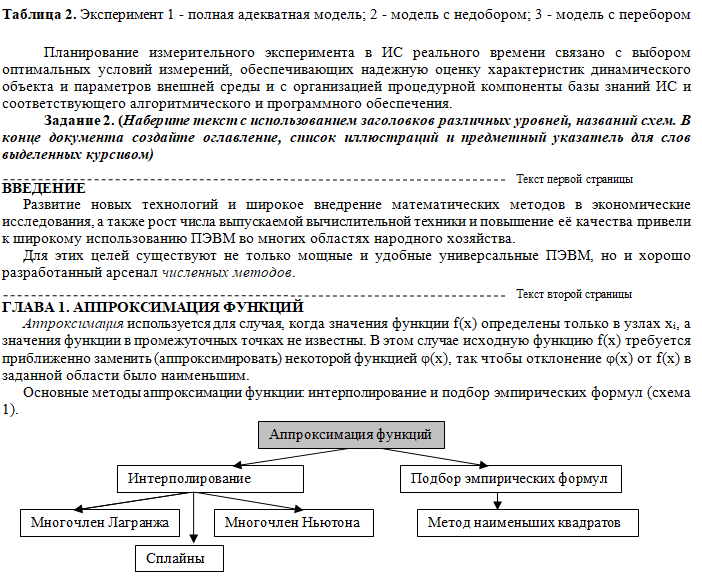 Таблица 2. Эксперимент 1 - полная адекватная модель; 2 - модель с недобором; 3 - модель с перебором
Планирование измерительного эксперимента в ИС реального времени связано с выбором
оптимальных условий измерений, обеспечивающих надежную оценку характеристик динамического
объекта и параметров внешней среды и с организацией процедурной компоненты базы знаний ИС и
соответствующего алгоритмического и программного обеспечения.
Задание 2. (Наберите текст с использованием заголовков различных уровней, названий схем. В
конце документа создайте оглавление, список иллюстраций и предметный указатель для слов
выделенных курсивом)
Текст первой страницы
ВВЕДЕНИЕ
Развитие новых технологий и широкое внедрение математических методов в экономические
исследования, а также рост числа выпускаемой вычислительной техники и повышение её качества привели
к широкому использованию ПЭВМ во многих областях народного хозяйства.
Для этих целей существуют не только мощные и удобные универсальные ПЭВМ, но и хорошо
разработанный арсенал численных методов.
Текст второй страницы
ГЛАВА 1. АППРОКСИМАЦИЯ ФУНКЦИЙ
Аппроксимация используется для случая, когда значения функции f(x) определены только в узлах xi, а
значения функции в промежуточных точках не известны. В этом случае исходную функцию f(x) требуется
приближенно заменить (аппроксимировать) некоторой функцией φ(x), так чтобы отклонение φ(x) от f(x) в
заданной области было наименьшим.
Основные методы аппроксимации функции: интерполирование и подбор эмпирических формул (схема
1).
Аппроксимация функций
Интерполирование
Подбор эмпирических формул
Многочлен Лагранжа
Многочлен Ньютона
Метод наименьших квадратов
Сплайны